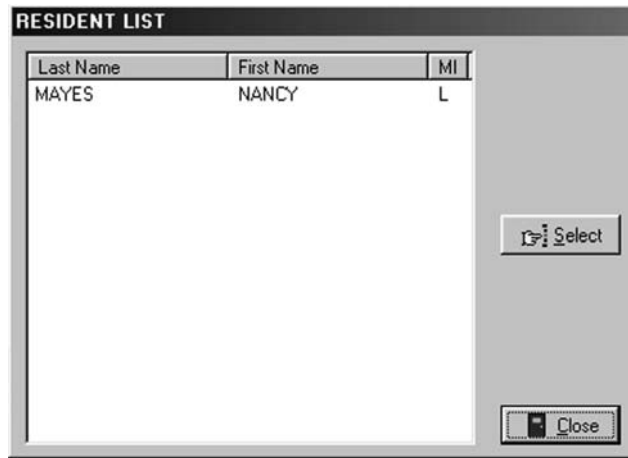 RESIDENT LIST
Last Name First Name MI
MAYES NANCY L
Select
Close